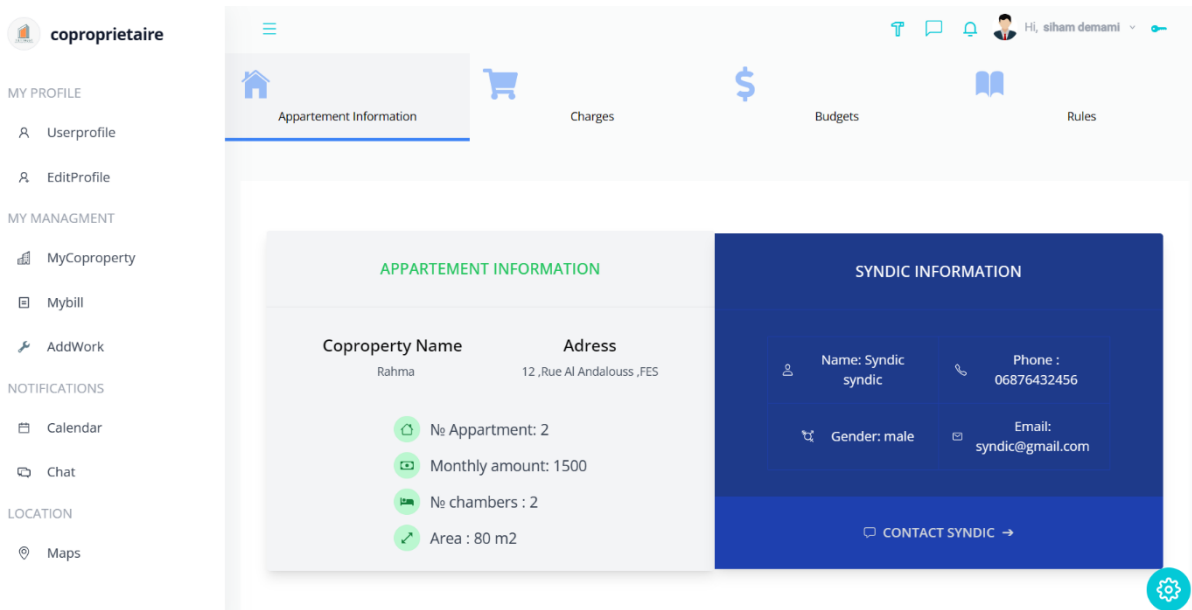 coproprietaire
Hi, siham demami
MY PROFILE
Userprofile
EditProfile
MY MANAGMENT
MyCoproperty
Mybill
AddWork
NOTIFICATIONS
Calendar
Chat
LOCATION
Maps
Appartement Information
Charges
Budgets
Rules
APPARTEMENT INFORMATION
Coproperty Name
Rahma
Adress
12 ,Rue Al Andalouss ,FES
№ Appartment: 2
Monthly amount: 1500
№ chambers : 2
Area : 80 m2
SYNDIC INFORMATION
Name: Syndic
syndic
Phone :
06876432456
Gender: male
Email:
syndic@gmail.com
CONTACT SYNDIC →